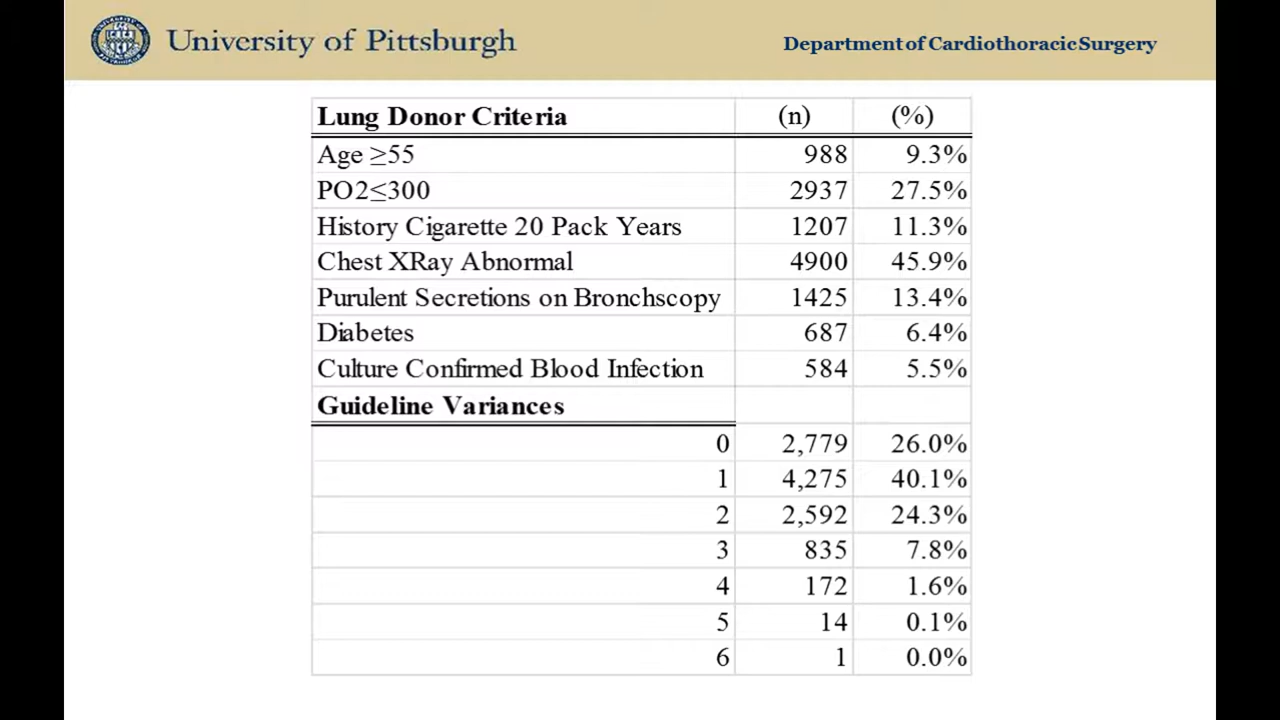 University of Pittsburgh
Department of Cardiothoracic Surgery
Lung Donor Criteria (n) (%)
Age ≥55 988 9.3%
PO2≤300 2937 27.5%
History Cigarette 20 Pack Years 1207 11.3%
Chest XRay Abnormal 4900 45.9%
Purulent Secretions on Bronchscopy 1425 13.4%
Diabetes 687 6.4%
Culture Confirmed Blood Infection 584 5.5%
Guideline Variances
0 2,779 26.0%
1 4,275 40.1%
2 2,592 24.3%
3 835 7.8%
4 172 1.6%
5 14 0.1%
6 1 0.0%